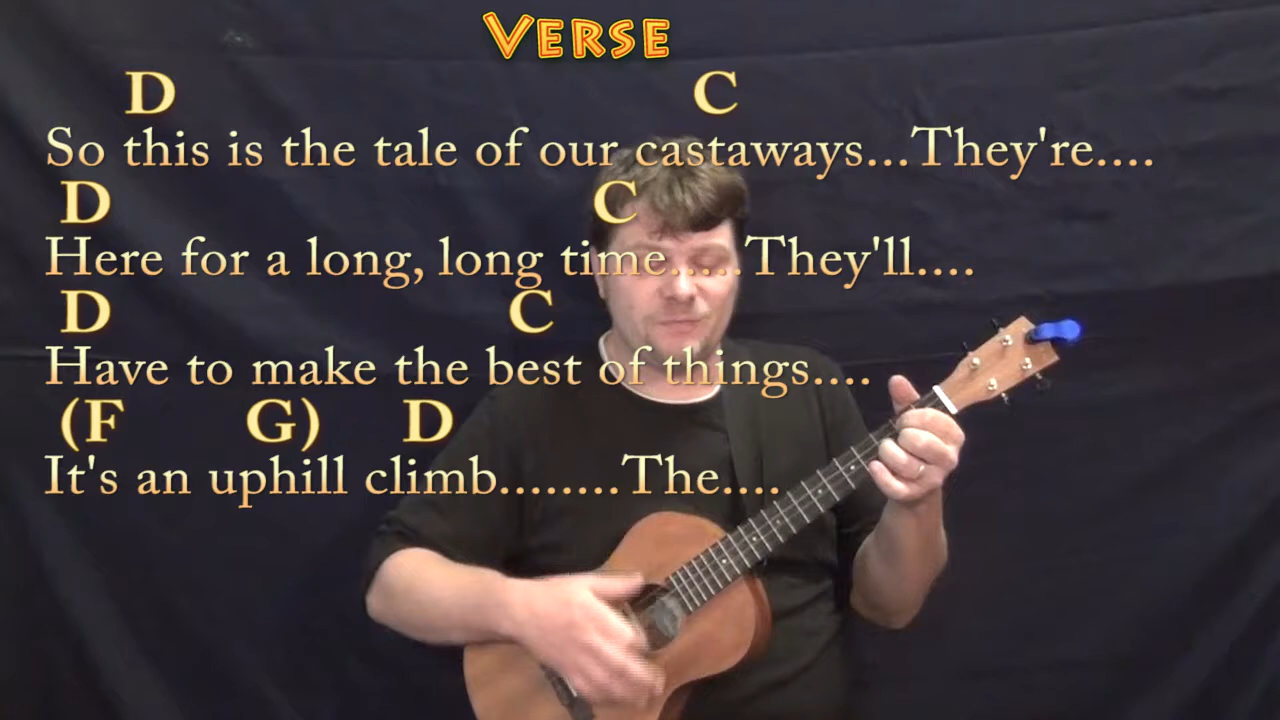 VERSE
D C
So this is the tale of our castaways...They're....
D C
Here for a long, long time.....They'll....
D C
Have to make the best of things....
(F G) D
It's an uphill climb........The....